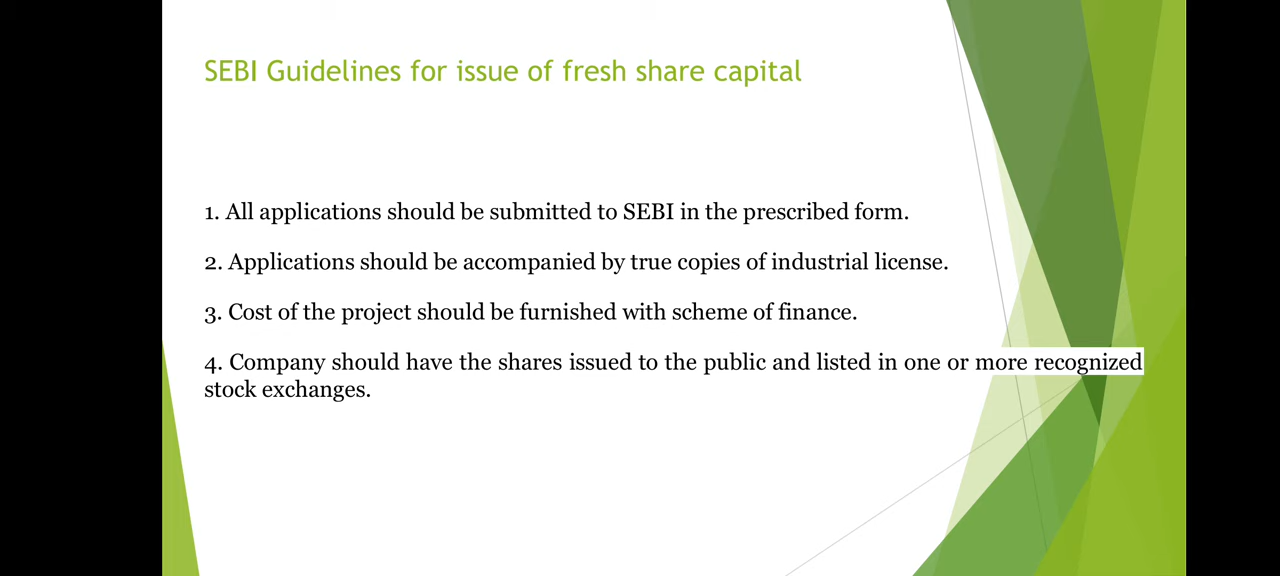 SEBI Guidelines for issue of fresh share capital
1. All applications should be submitted to SEBI in the prescribed form.
2. Applications should be accompanied by true copies of industrial license.
3. Cost of the project should be furnished with scheme of finance.
4. Company should have the shares issued to the public and listed in one or more recognized
stock exchanges.